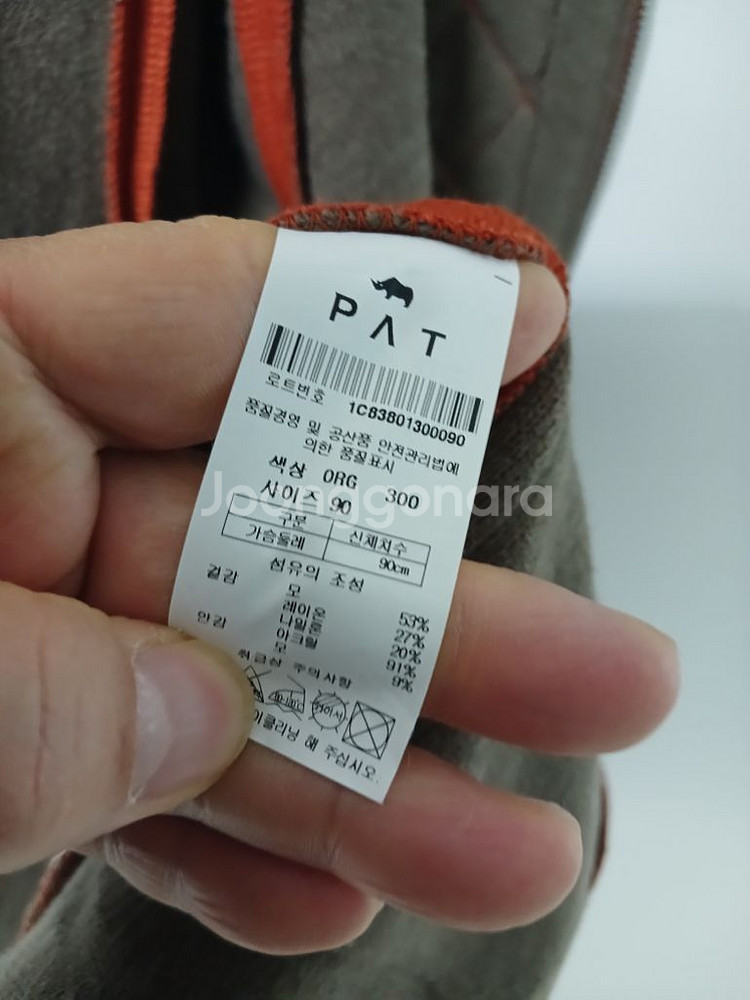 PAT
로트번호
1C83801300090
품질경영 및 공산품 안전관리법에
의한 품질표시
색상 ORG 300
사이즈 90
구분 신체치수
가슴둘레 90cm
섬유의 조성
겉감 모 53%
레이온 27%
나일론 20%
안감 아크릴 91%
모 9%
취급상 주의사항
이클리닝 해 주십시오.
Joonggonara